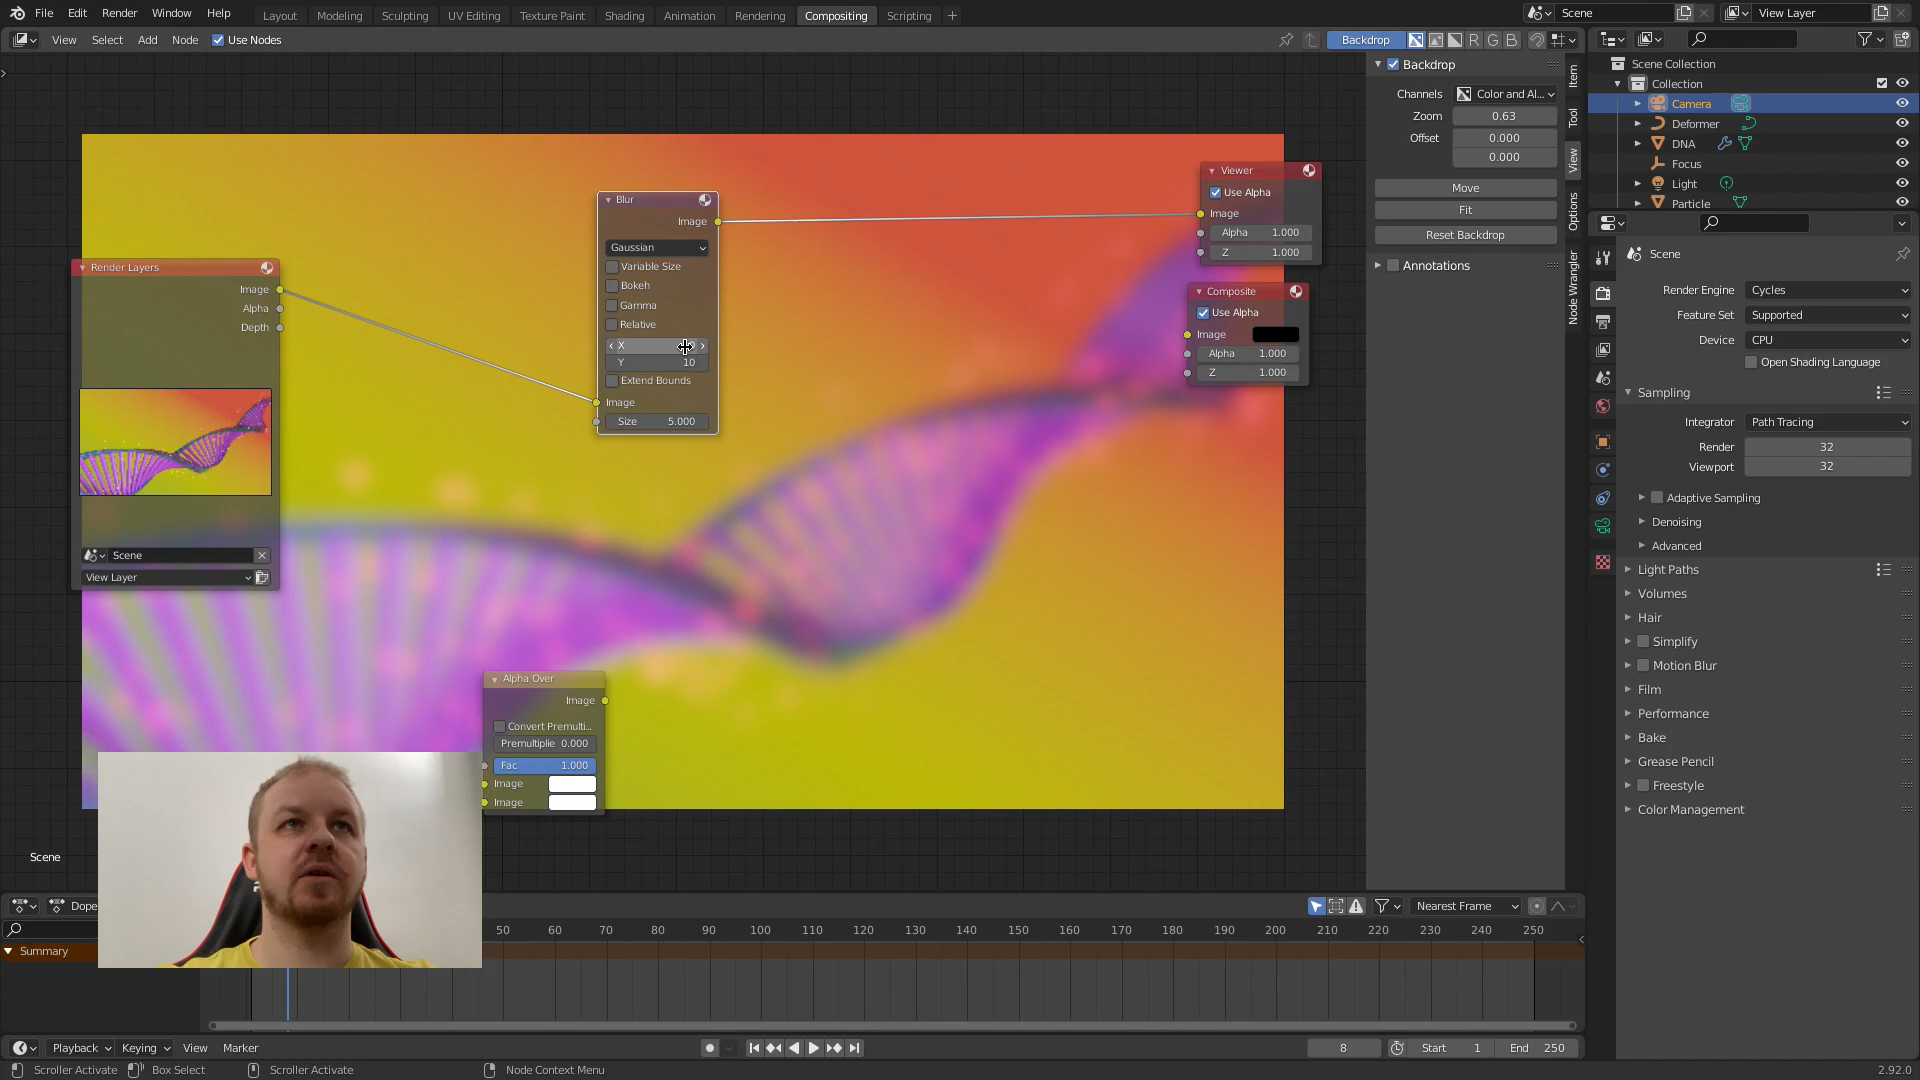 File Edit Render Window Help
Layout Modeling Sculpting UV Editing Texture Paint Shading Animation Rendering Compositing Scripting
Scene
View Layer
View Select Add Node Use Nodes
Backdrop
R G B
Backdrop
Channels Color and Al...
Zoom 0.63
Offset 0.000
0.000
Move
Fit
Reset Backdrop
Annotations
Item
Tool
View
Options
Node Wrangler
Render Layers
Image
Alpha
Depth
Scene
View Layer
Blur
Image
Gaussian
Variable Size
Bokeh
Gamma
Relative
X
Y 10
Extend Bounds
Image
Size 5.000
Viewer
Use Alpha
Image
Alpha 1.000
Z 1.000
Composite
Use Alpha
Image
Alpha 1.000
Z 1.000
Alpha Over
Image
Convert Premulti...
Premultiplie 0.000
Fac 1.000
Image
Image
Scene
Scene Collection
Collection
Camera
Deformer
DNA
Focus
Light
Particle
Scene
Render Engine Cycles
Feature Set Supported
Device CPU
Open Shading Language
Sampling
Integrator Path Tracing
Render 32
Viewport 32
Adaptive Sampling
Denoising
Advanced
Light Paths
Volumes
Hair
Simplify
Motion Blur
Film
Performance
Bake
Grease Pencil
Freestyle
Color Management
Dope
Nearest Frame
50 60 70 80 90 100 110 120 130 140 150 160 170 180 190 200 210 220 230 240 250
Summary
Playback Keying View Marker
8
Start 1 End 250
Scroller Activate Box Select Scroller Activate Node Context Menu
2.92.0